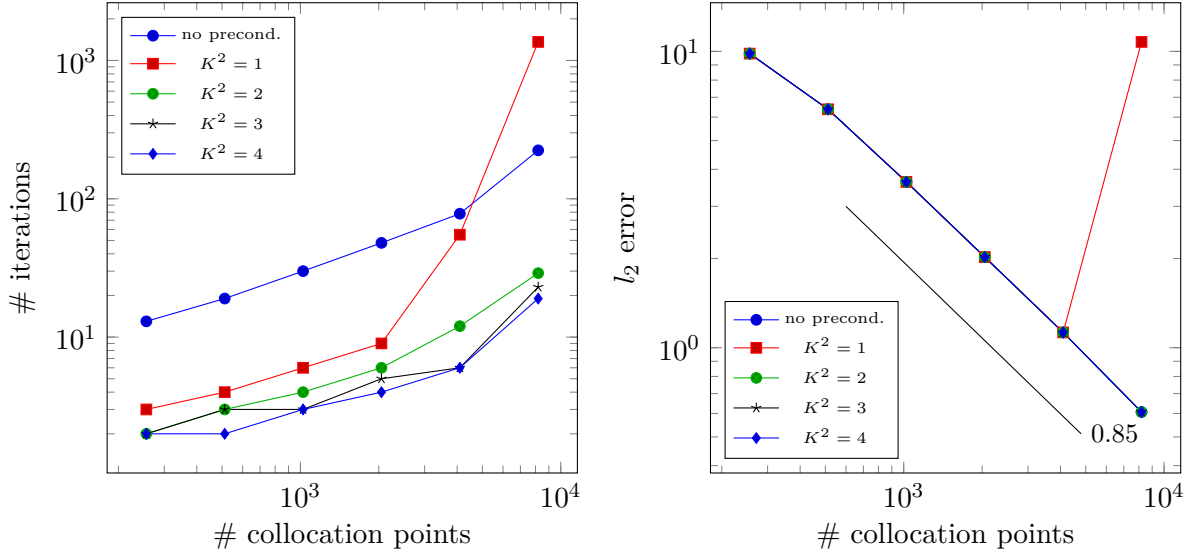 no precond.
$K^2 = 1$
$K^2 = 2$
$K^2 = 3$
$K^2 = 4$
$10^3$
$10^2$
$10^1$
# iterations
$10^3$
$10^4$
# collocation points
$10^1$
$10^0$
$l_2$ error
no precond.
$K^2 = 1$
$K^2 = 2$
$K^2 = 3$
$K^2 = 4$
0.85
$10^3$
$10^4$
# collocation points